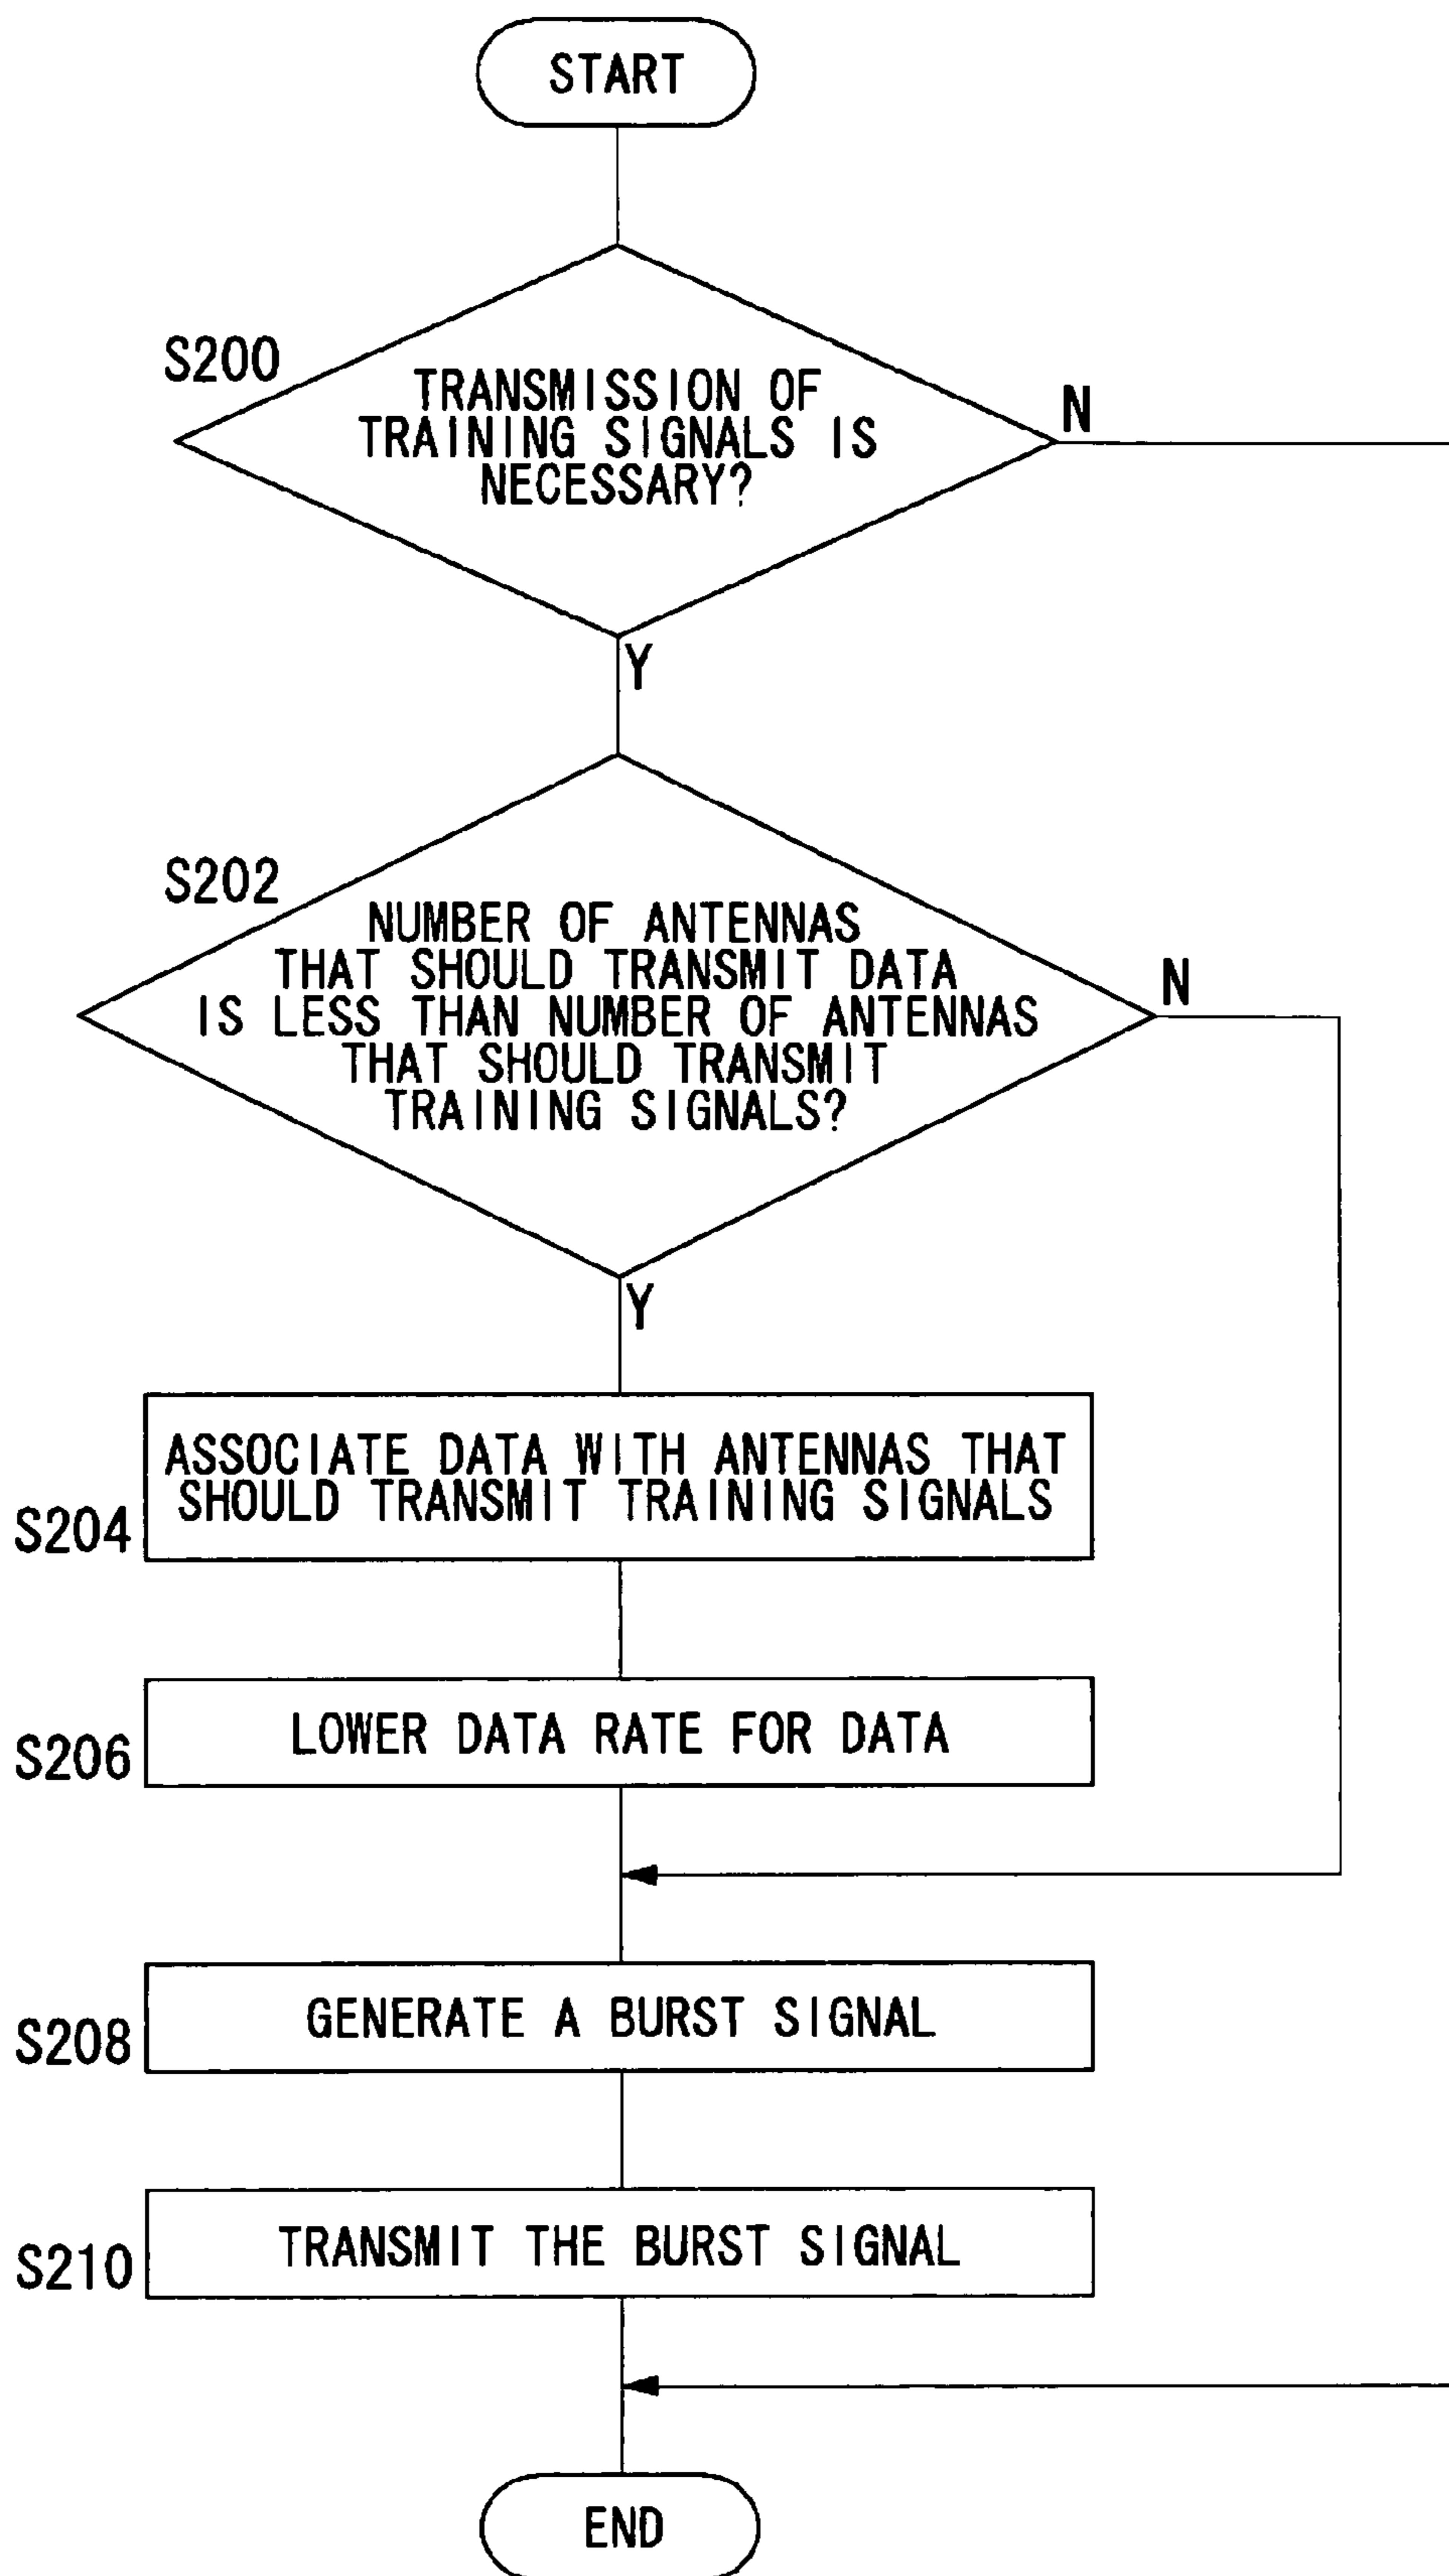 START
S200
TRANSMISSION OF
TRAINING SIGNALS IS
NECESSARY?
N
Y
S202
NUMBER OF ANTENNAS
THAT SHOULD TRANSMIT DATA
IS LESS THAN NUMBER OF ANTENNAS
THAT SHOULD TRANSMIT
TRAINING SIGNALS?
N
Y
ASSOCIATE DATA WITH ANTENNAS THAT
SHOULD TRANSMIT TRAINING SIGNALS
S204
LOWER DATA RATE FOR DATA
S206
GENERATE A BURST SIGNAL
S208
TRANSMIT THE BURST SIGNAL
S210
END